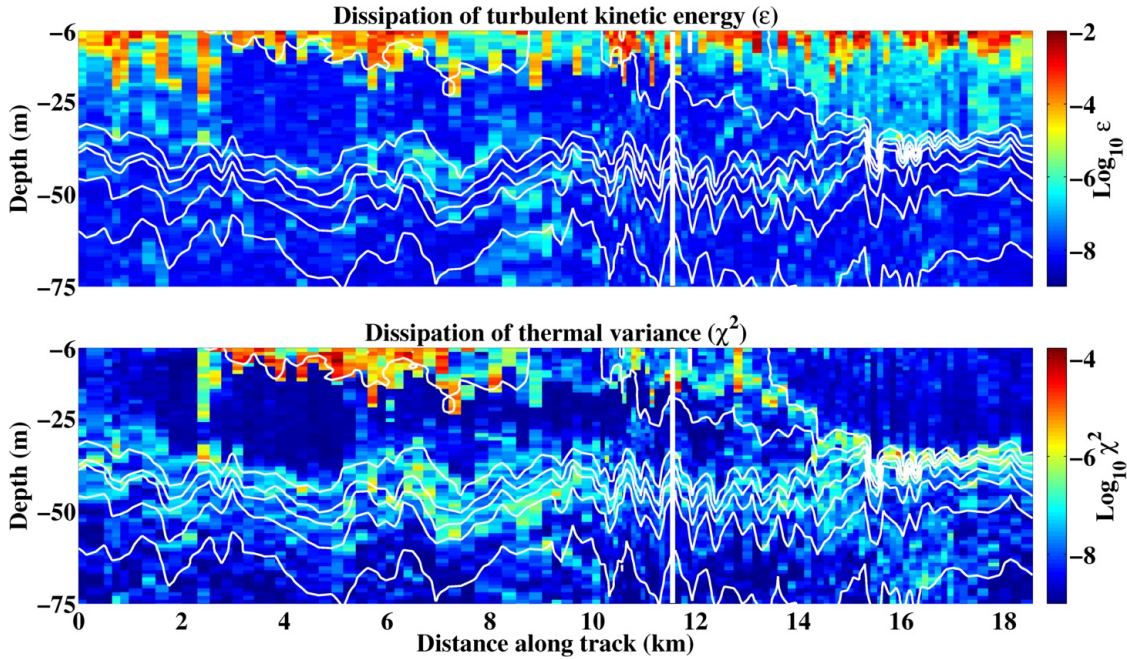 Dissipation of turbulent kinetic energy (ε)
−6
−25
−50
−75
Depth (m)
−2
−4
−6
−8
Log10 ε
Dissipation of thermal variance (χ²)
−6
−25
−50
−75
Depth (m)
−4
−6
−8
Log10 χ²
0 2 4 6 8 10 12 14 16 18
Distance along track (km)